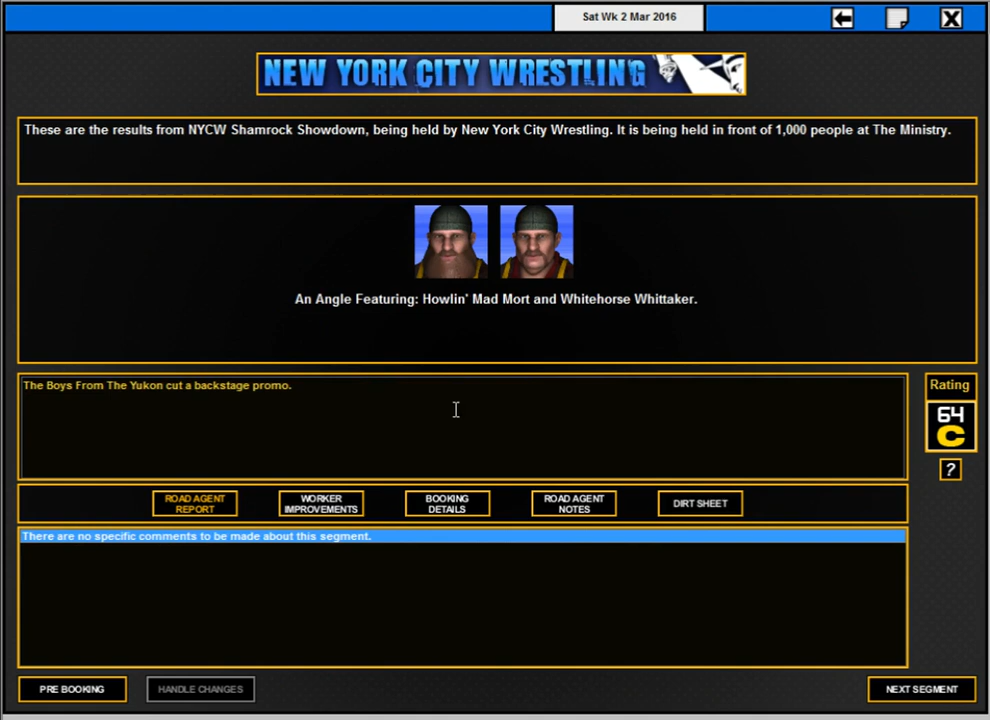 Sat Wk 2 Mar 2016
NEW YORK CITY WRESTLING
These are the results from NYCW Shamrock Showdown, being held by New York City Wrestling. It is being held in front of 1,000 people at The Ministry.
An Angle Featuring: Howlin' Mad Mort and Whitehorse Whittaker.
The Boys From The Yukon cut a backstage promo.
Rating
64
C
?
ROAD AGENT
REPORT
WORKER
IMPROVEMENTS
BOOKING
DETAILS
ROAD AGENT
NOTES
DIRT SHEET
There are no specific comments to be made about this segment.
PRE BOOKING
HANDLE CHANGES
NEXT SEGMENT